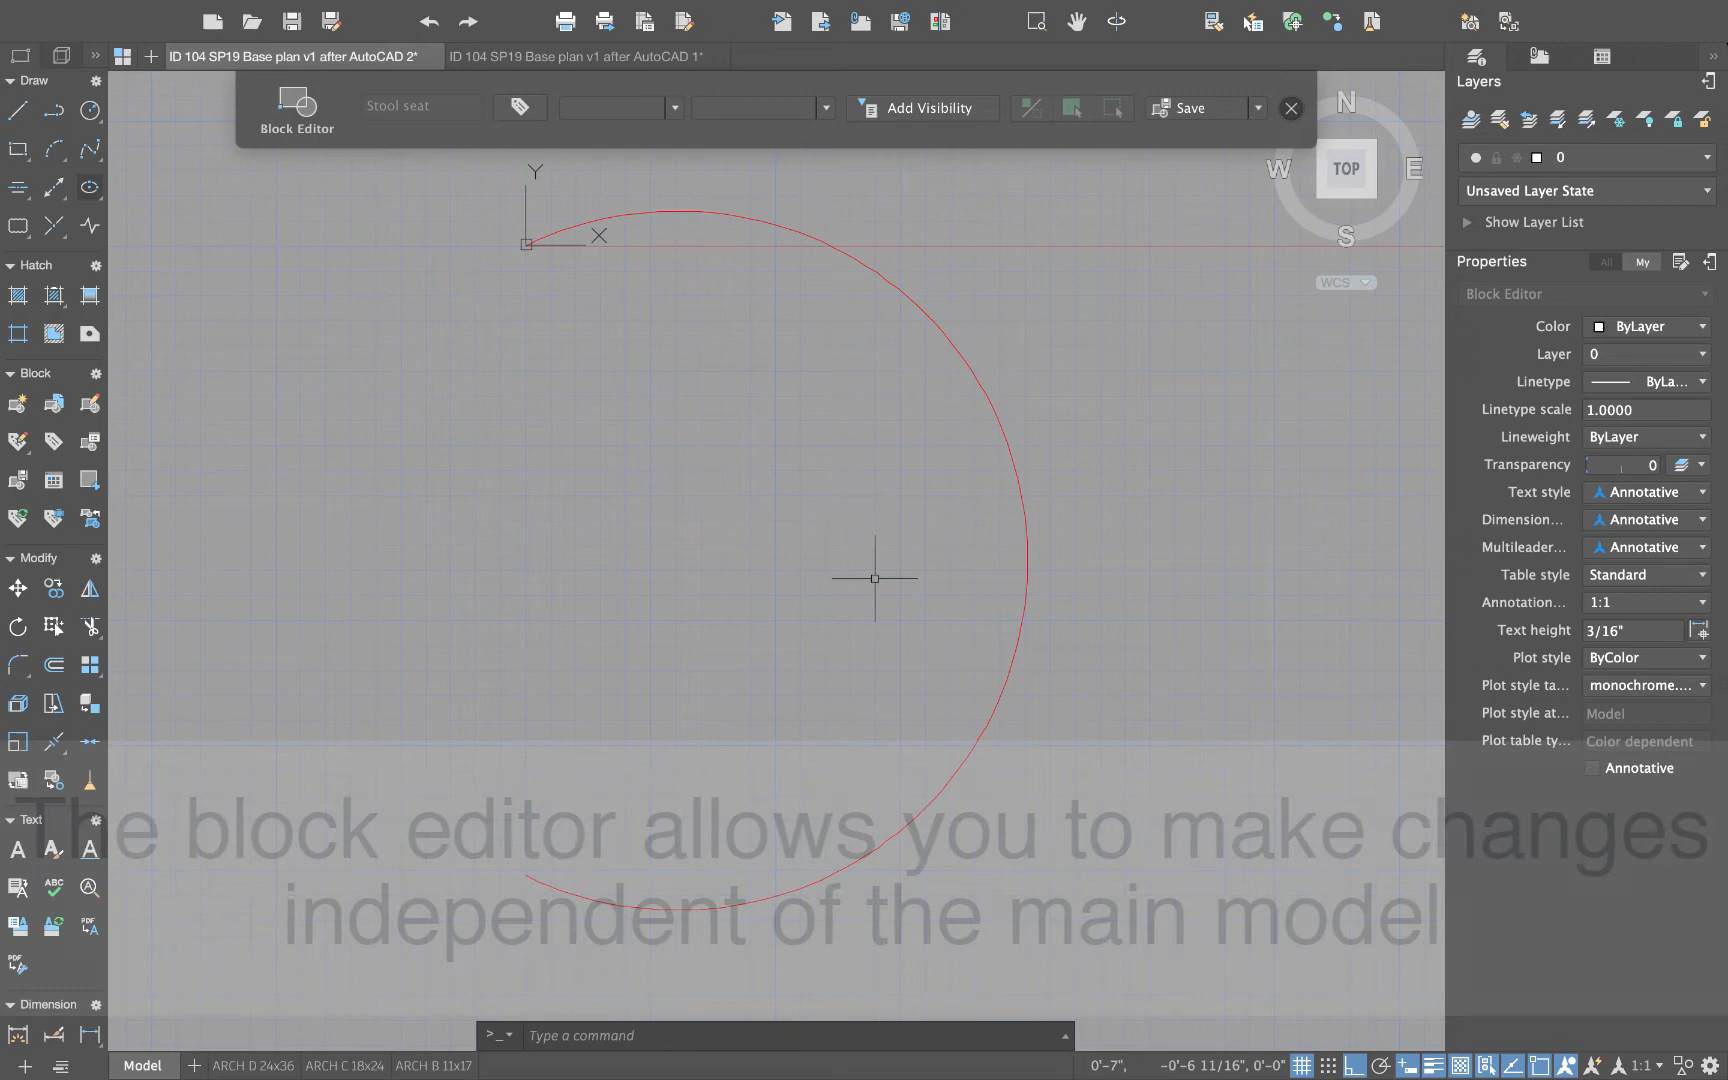 ID 104 SP19 Base plan v1 after AutoCAD 2*
ID 104 SP19 Base plan v1 after AutoCAD 1*
Draw
Hatch
Block
Modify
Text
A
A
A
ABC
PDF
PDF
Dimension
Block Editor
Stool seat
Add Visibility
Save
Y
X
N
W
TOP
E
S
WCS
Layers
0
Unsaved Layer State
Show Layer List
Properties
All
My
Block Editor
Color
ByLayer
Layer
0
Linetype
ByLa...
Linetype scale
1.0000
Lineweight
ByLayer
Transparency
0
Text style
Annotative
Dimension...
Annotative
Multileader...
Annotative
Table style
Standard
Annotation...
1:1
Text height
3/16"
Plot style
ByColor
Plot style ta...
monochrome....
Plot style at...
Model
Plot table ty...
Color dependent
Annotative
The block editor allows you to make changes
independent of the main model
>_
Type a command
Model
ARCH D 24x36
ARCH C 18x24
ARCH B 11x17
0'-7",
-0'-6 11/16", 0'-0"
1:1